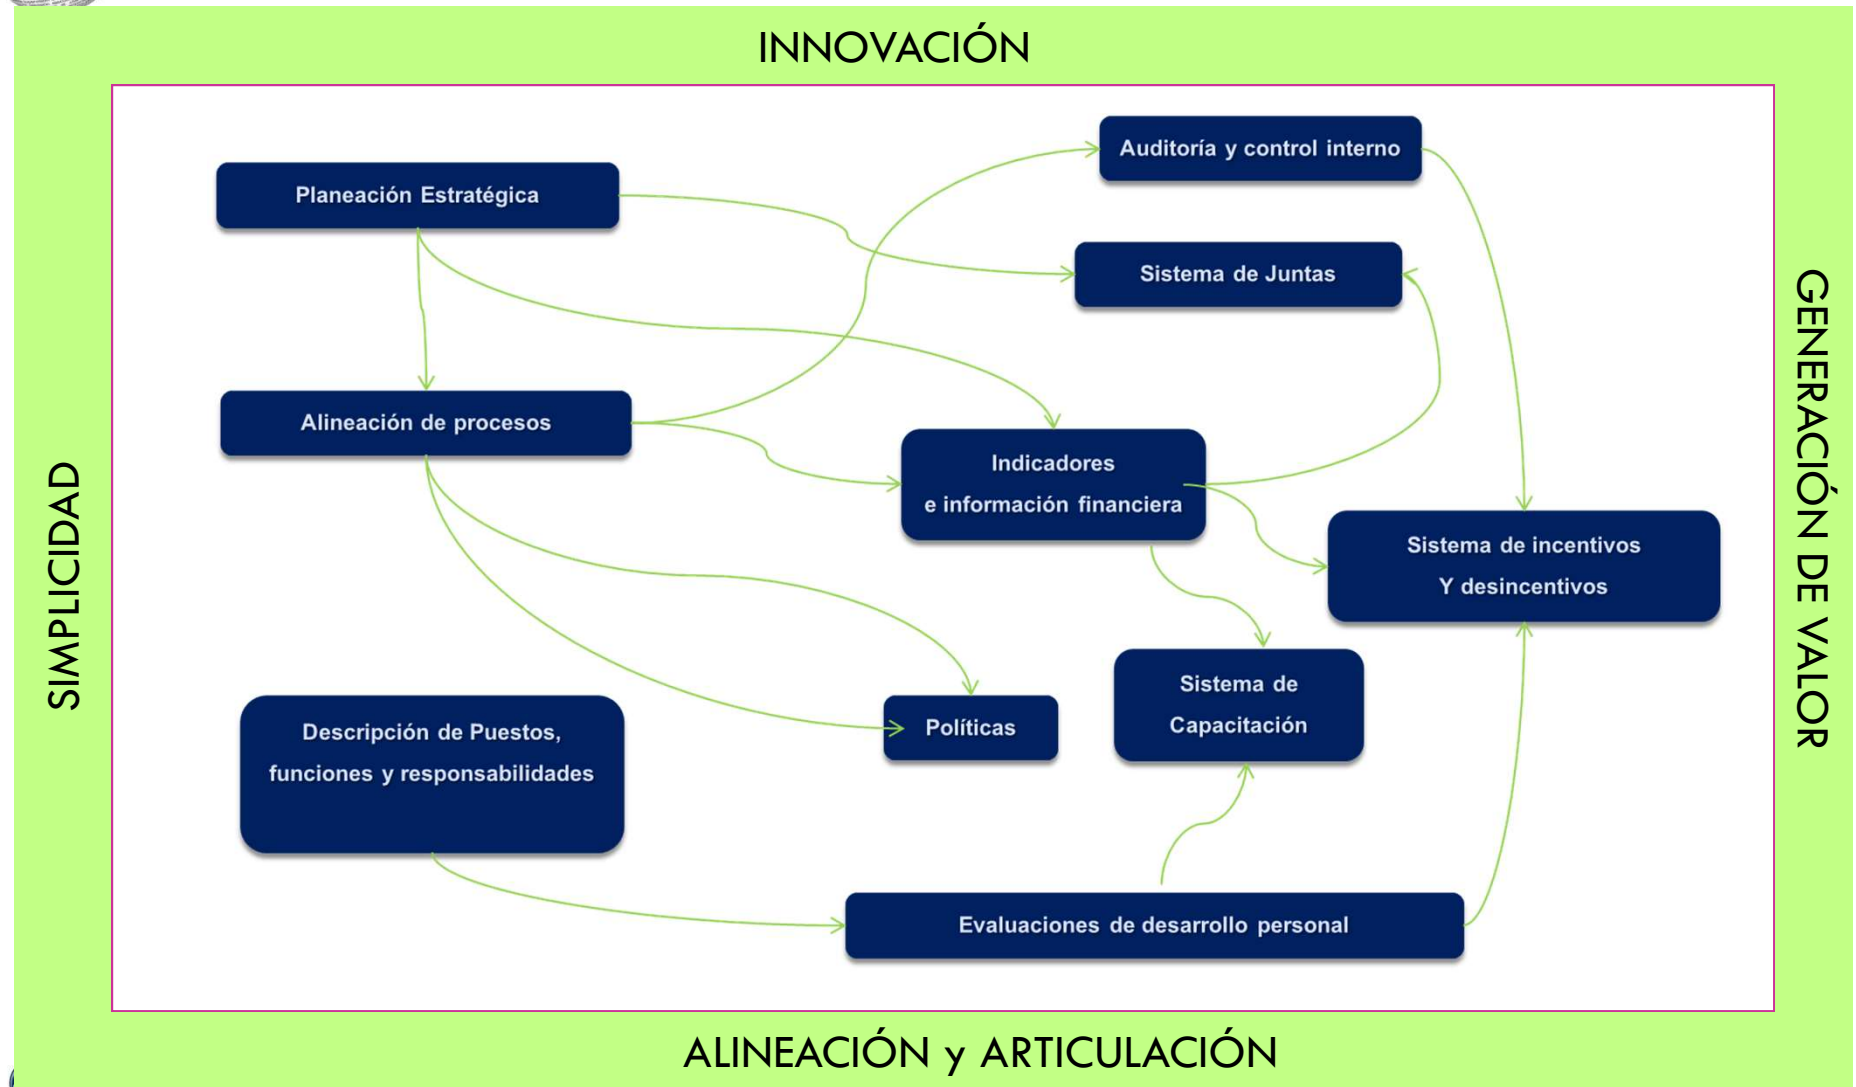 INNOVACIÓN
Auditoría y control interno
Planeación Estratégica
Sistema de Juntas
Alineación de procesos
Indicadores
e información financiera
Sistema de incentivos
Y desincentivos
Sistema de
Capacitación
Políticas
Descripción de Puestos,
funciones y responsabilidades
Evaluaciones de desarrollo personal
SIMPLICIDAD
GENERACIÓN DE VALOR
ALINEACIÓN y ARTICULACIÓN